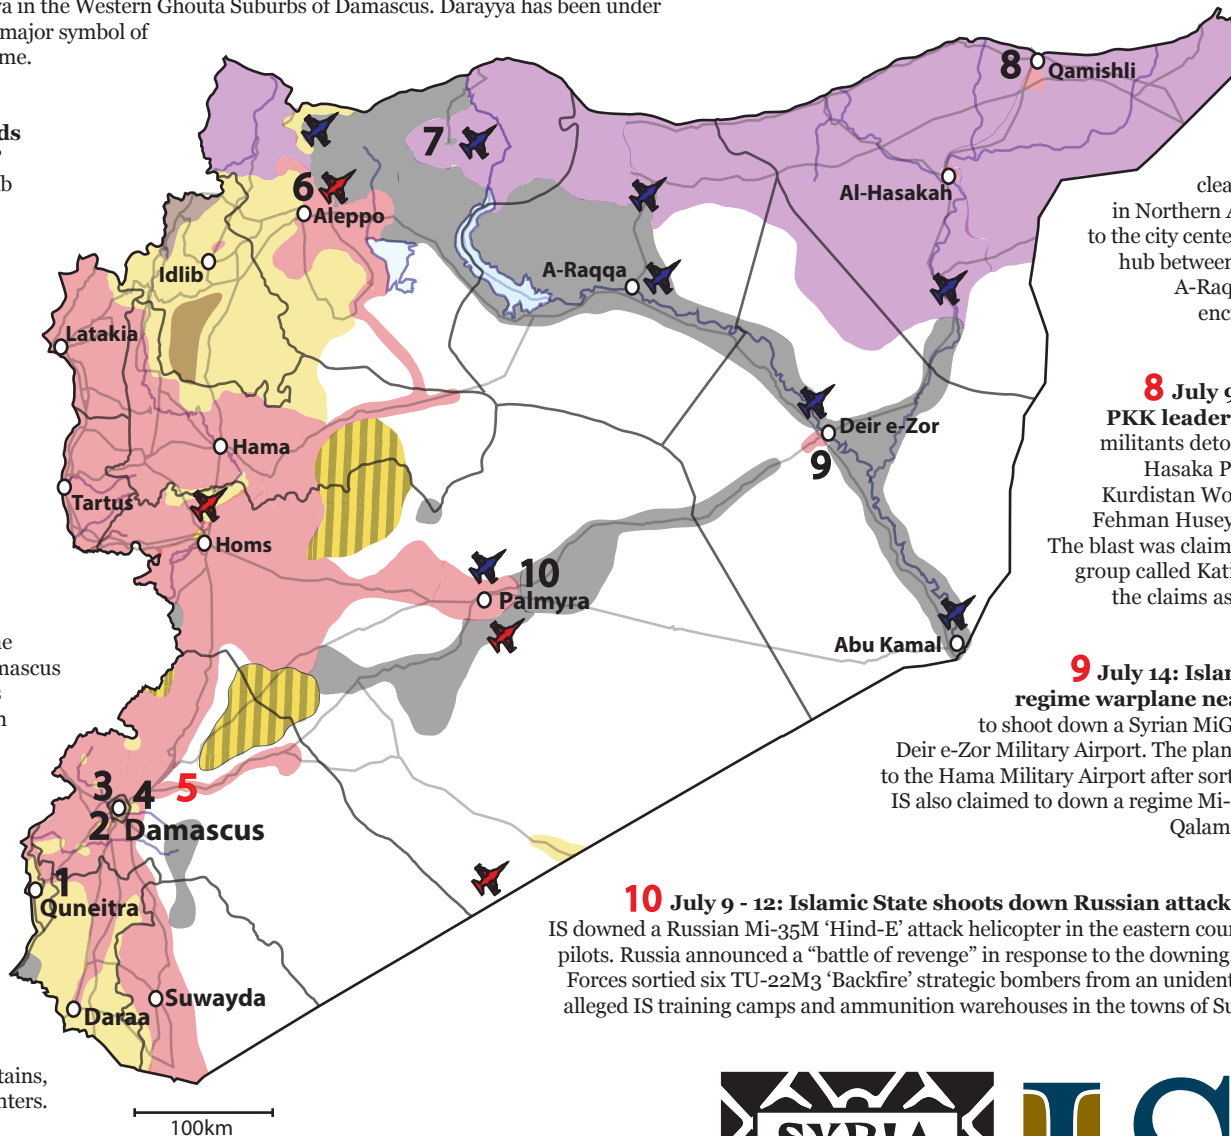 ya in the Western Ghouta Suburbs of Damascus. Darayya has been under
major symbol of
me.
ds
b
8 Qamishli
7
6
Aleppo
Al-Hasakah
Idlib
A-Raqqa
Latakia
clea
in Northern A
to the city cente
hub between
A-Raq
enc
Hama
Deir e-Zor
9
Tartus
Homs
10
Palmyra
Abu Kamal
8 July 9
PKK leader
militants deto
Hasaka P
Kurdistan Wo
Fehman Husey
The blast was claim
group called Kati
the claims as
ne
mascus
s
n
9 July 14: Islam
regime warplane nea
to shoot down a Syrian MiG
Deir e-Zor Military Airport. The plan
to the Hama Military Airport after sort
IS also claimed to down a regime Mi-
Qalam
3 4 5
2 Damascus
1
Quneitra
Suwayda
Daraa
10 July 9 - 12: Islamic State shoots down Russian attack
IS downed a Russian Mi-35M ‘Hind-E’ attack helicopter in the eastern coun
pilots. Russia announced a “battle of revenge” in response to the downing.
Forces sortied six TU-22M3 ‘Backfire’ strategic bombers from an unident
alleged IS training camps and ammunition warehouses in the towns of Su
tains,
nters.
100km
SYRIA
IS